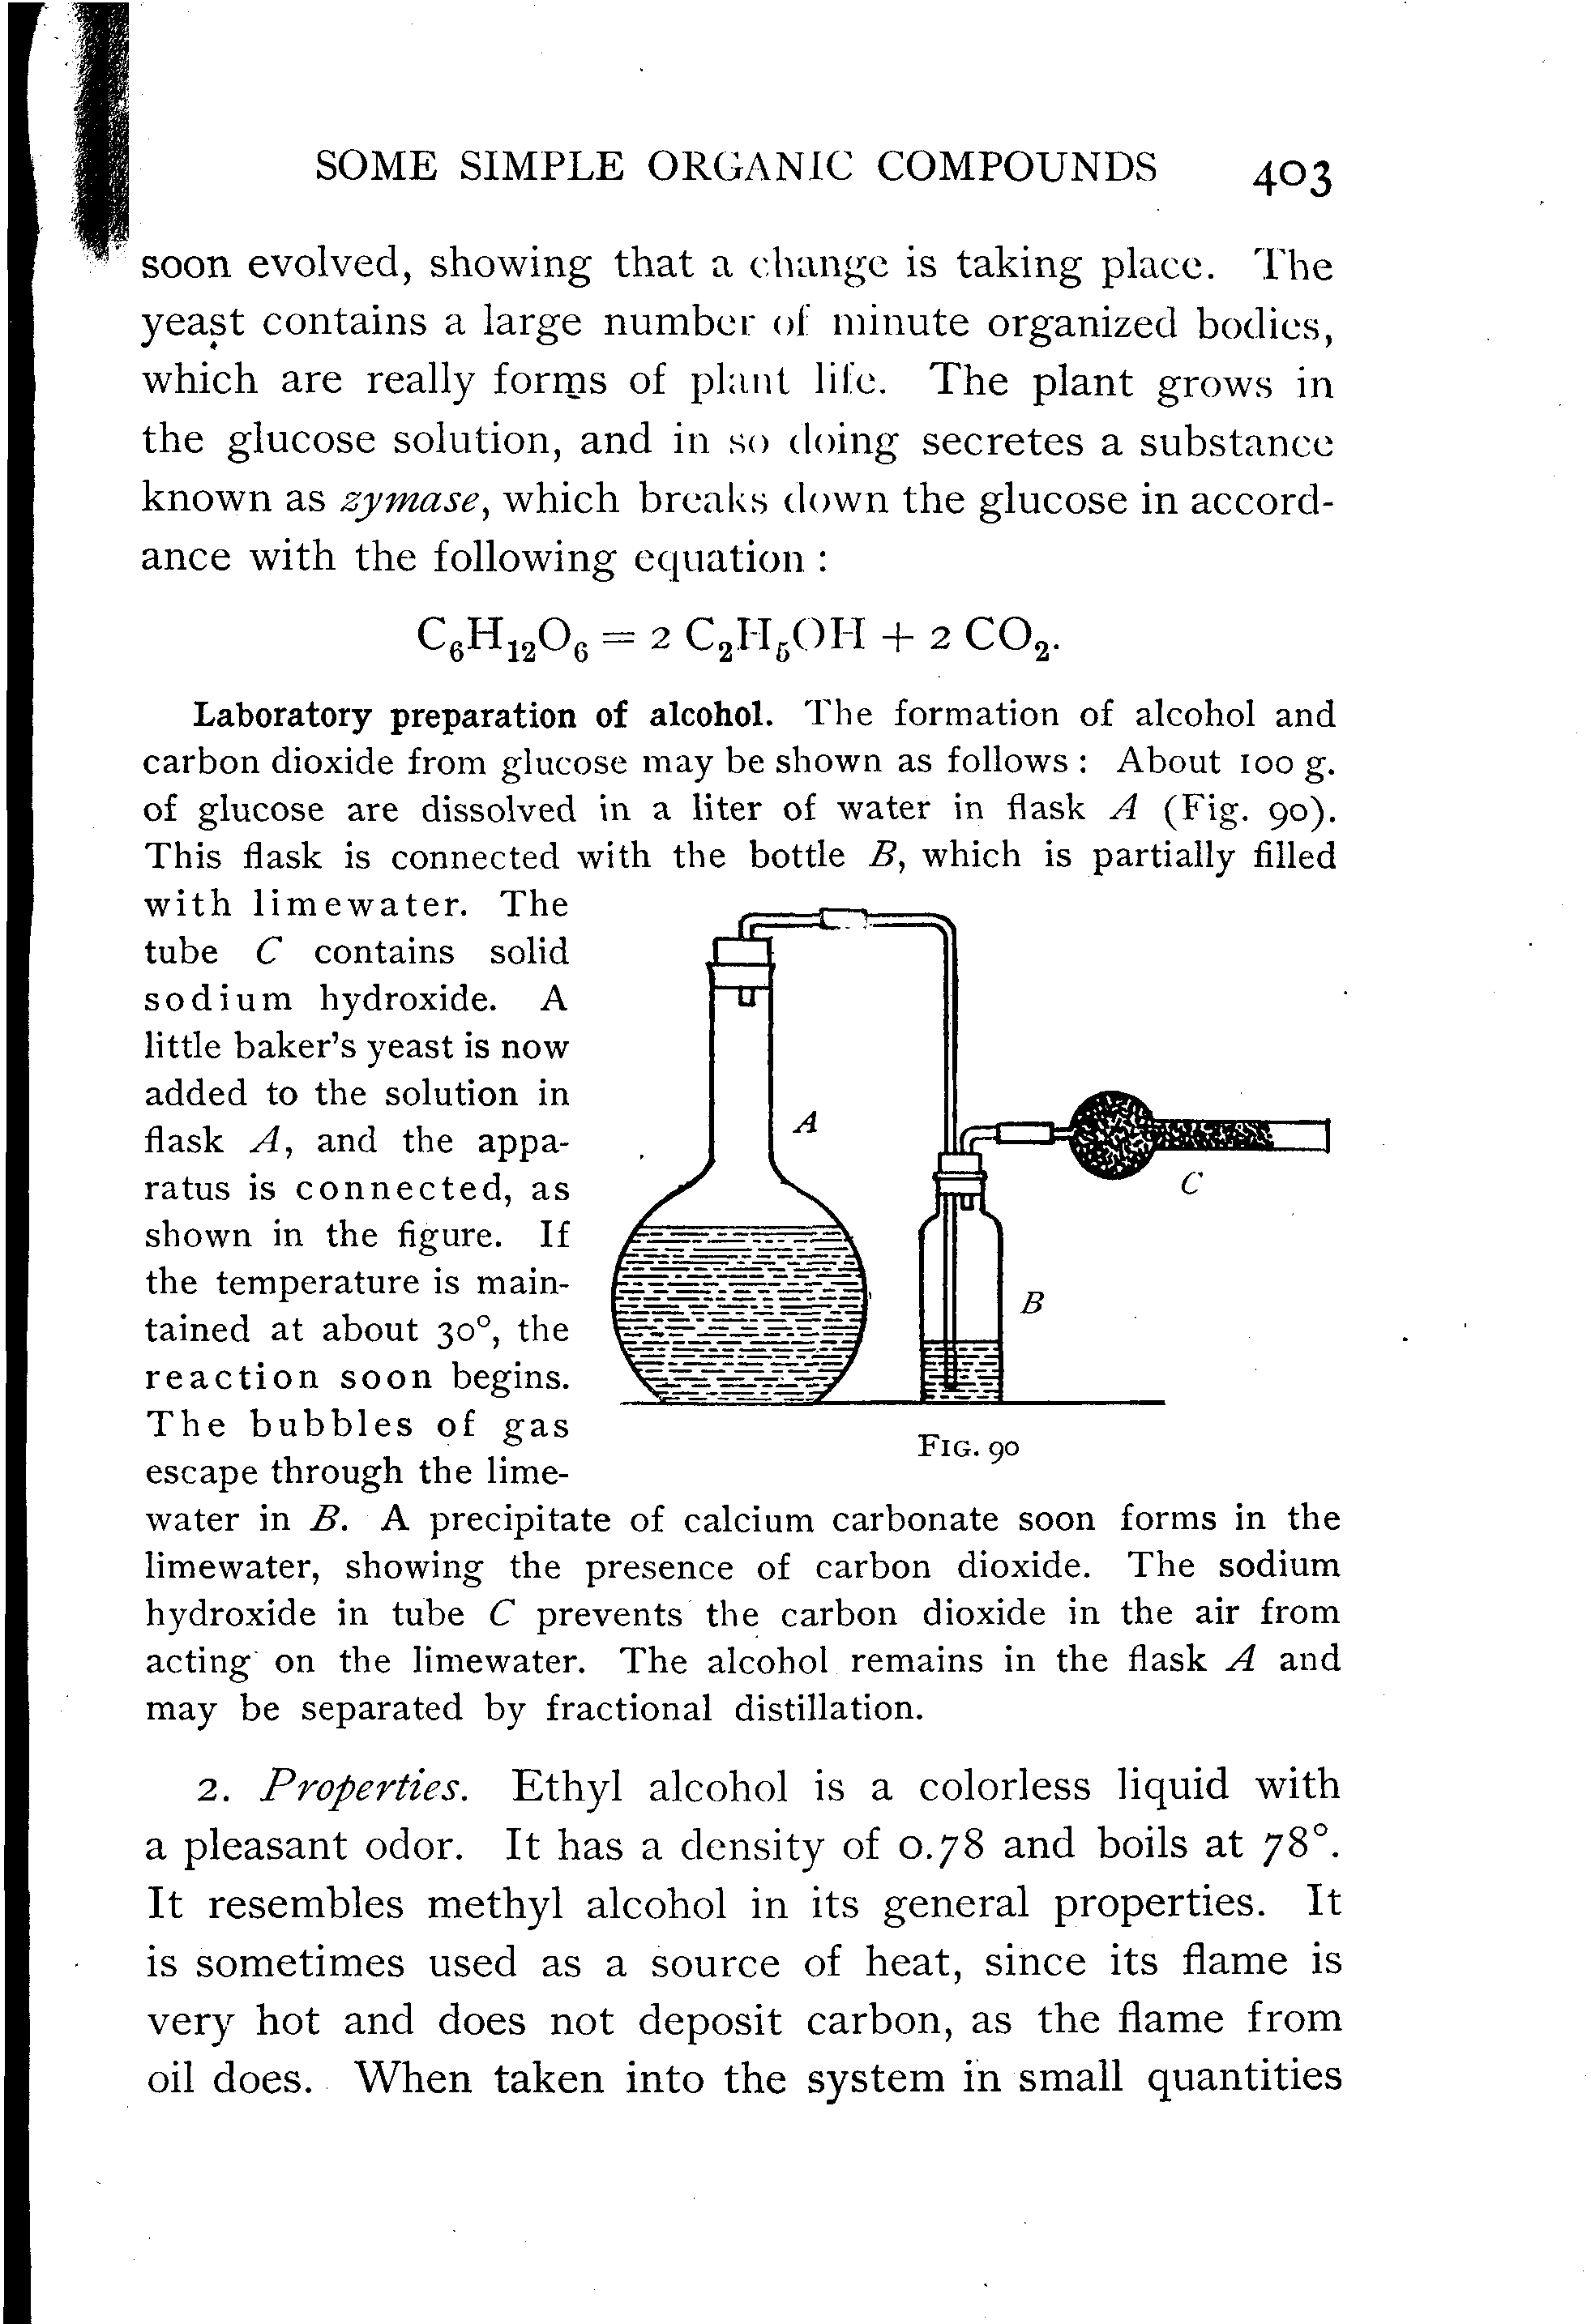 SOME SIMPLE ORGANIC COMPOUNDS 403
soon evolved, showing that a change is taking place. The
yeast contains a large number of minute organized bodies,
which are really forms of plant life. The plant grows in
the glucose solution, and in so doing secretes a substance
known as zymase, which breaks down the glucose in accord-
ance with the following equation :
C₆H₁₂O₆ = 2 C₂H₅OH + 2 CO₂.
Laboratory preparation of alcohol. The formation of alcohol and
carbon dioxide from glucose may be shown as follows : About 100 g.
of glucose are dissolved in a liter of water in flask A (Fig. 90).
This flask is connected with the bottle B, which is partially filled
with limewater. The
tube C contains solid
sodium hydroxide. A
little baker's yeast is now
added to the solution in
flask A, and the appa-
ratus is connected, as
shown in the figure. If
the temperature is main-
tained at about 30°, the
reaction soon begins.
The bubbles of gas
escape through the lime-
A
C
B
FIG. 90
water in B. A precipitate of calcium carbonate soon forms in the
limewater, showing the presence of carbon dioxide. The sodium
hydroxide in tube C prevents the carbon dioxide in the air from
acting on the limewater. The alcohol remains in the flask A and
may be separated by fractional distillation.
2. Properties. Ethyl alcohol is a colorless liquid with
a pleasant odor. It has a density of 0.78 and boils at 78°.
It resembles methyl alcohol in its general properties. It
is sometimes used as a source of heat, since its flame is
very hot and does not deposit carbon, as the flame from
oil does. When taken into the system in small quantities